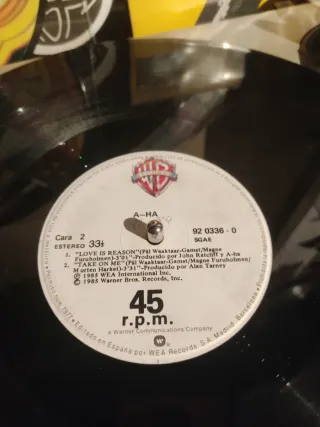 WB
A-HA
Cara 2
ESTEREO 33⅓
92 0336 - 0
SGAE
1. "LOVE IS REASON" (Pål Waaktaar-Gamst/Magne
Furuholmen)-3'01"-Producido por John Ratcliff y A-ha
2. "TAKE ON ME" (Pål Waaktaar-Gamst/Magne Furuholmen/
Morten Harket)-3'31"-Producido por Alan Tarney
℗ 1985 WEA International Inc.
© 1985 Warner Bros. Records, Inc.
45
r.p.m.
a Warner Communications Company
Editado en España por WEA Records, S.A. Madrid